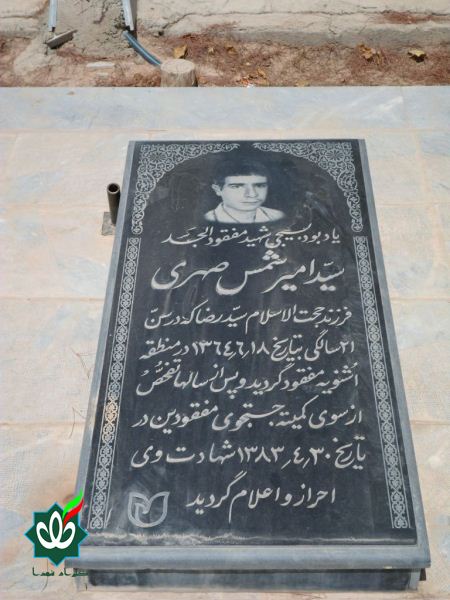 یادبود بسیجی شهید مفقودالجسد
سید امیر شمس صهری
فرزند حجت الاسلام سید رضا که در سن
۲۱ سالگی بتاریخ ۱۳۶۴٫۶٫۱۸ در منطقه
اشنویه مفقود گردید و پس از سالها تفحص
از سوی کمیته جستجوی مفقودین در
تاریخ ۱۳۸۳٫۴٫۳۰ شهادت وی
احراز و اعلام گردید